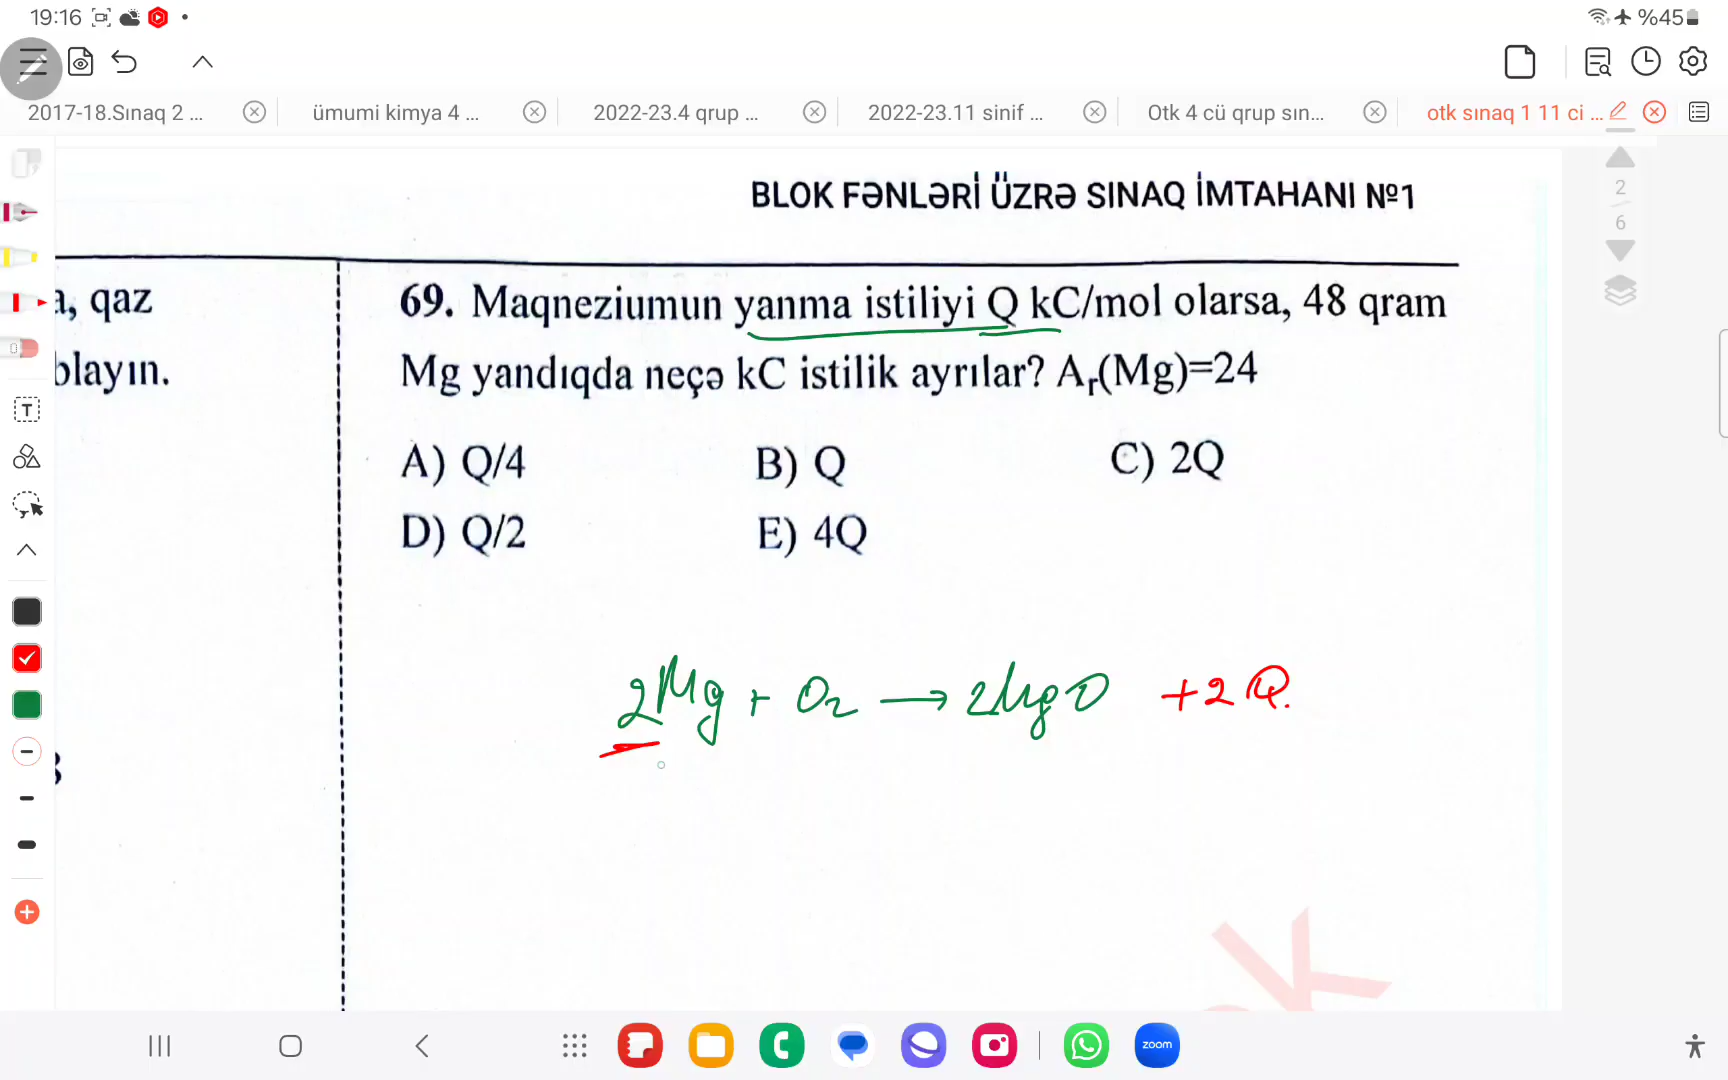 19:16
%45
2017-18.Sınaq 2 ...
ümumi kimya 4 ...
2022-23.4 qrup ...
2022-23.11 sinif ...
Otk 4 cü qrup sın...
otk sınaq 1 11 ci ...
2
6
BLOK FƏNLƏRİ ÜZRƏ SINAQ İMTAHANI №1
a, qaz
blayın.
69. Maqneziumun yanma istiliyi Q kC/mol olarsa, 48 qram
Mg yandıqda neçə kC istilik ayrılar? Ar(Mg)=24
A) Q/4
B) Q
C) 2Q
D) Q/2
E) 4Q
2Mg + O2 → 2MgO +2Q.
T
zoom